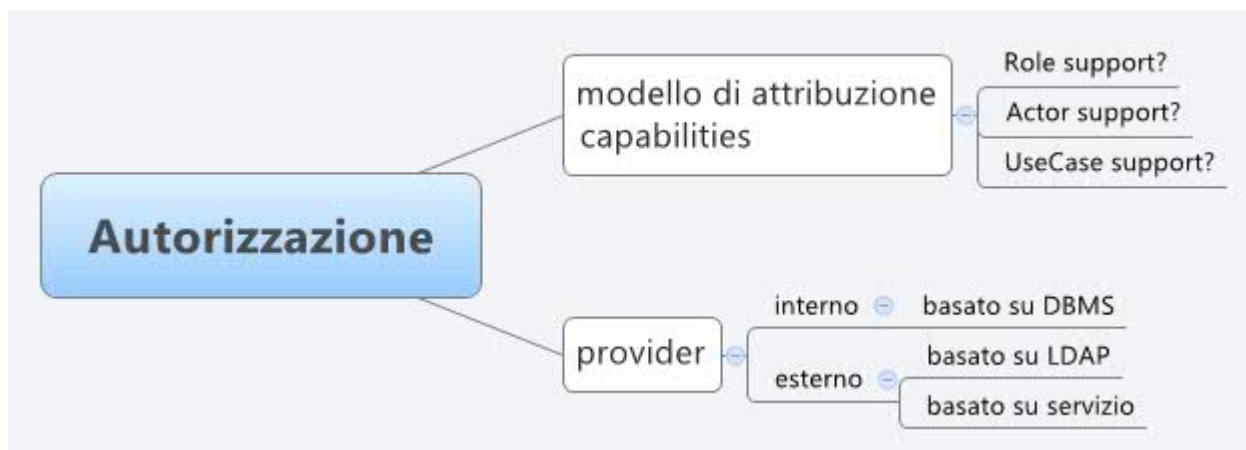 Autorizzazione
modello di attribuzione
capabilities
Role support?
Actor support?
UseCase support?
provider
interno
basato su DBMS
esterno
basato su LDAP
basato su servizio